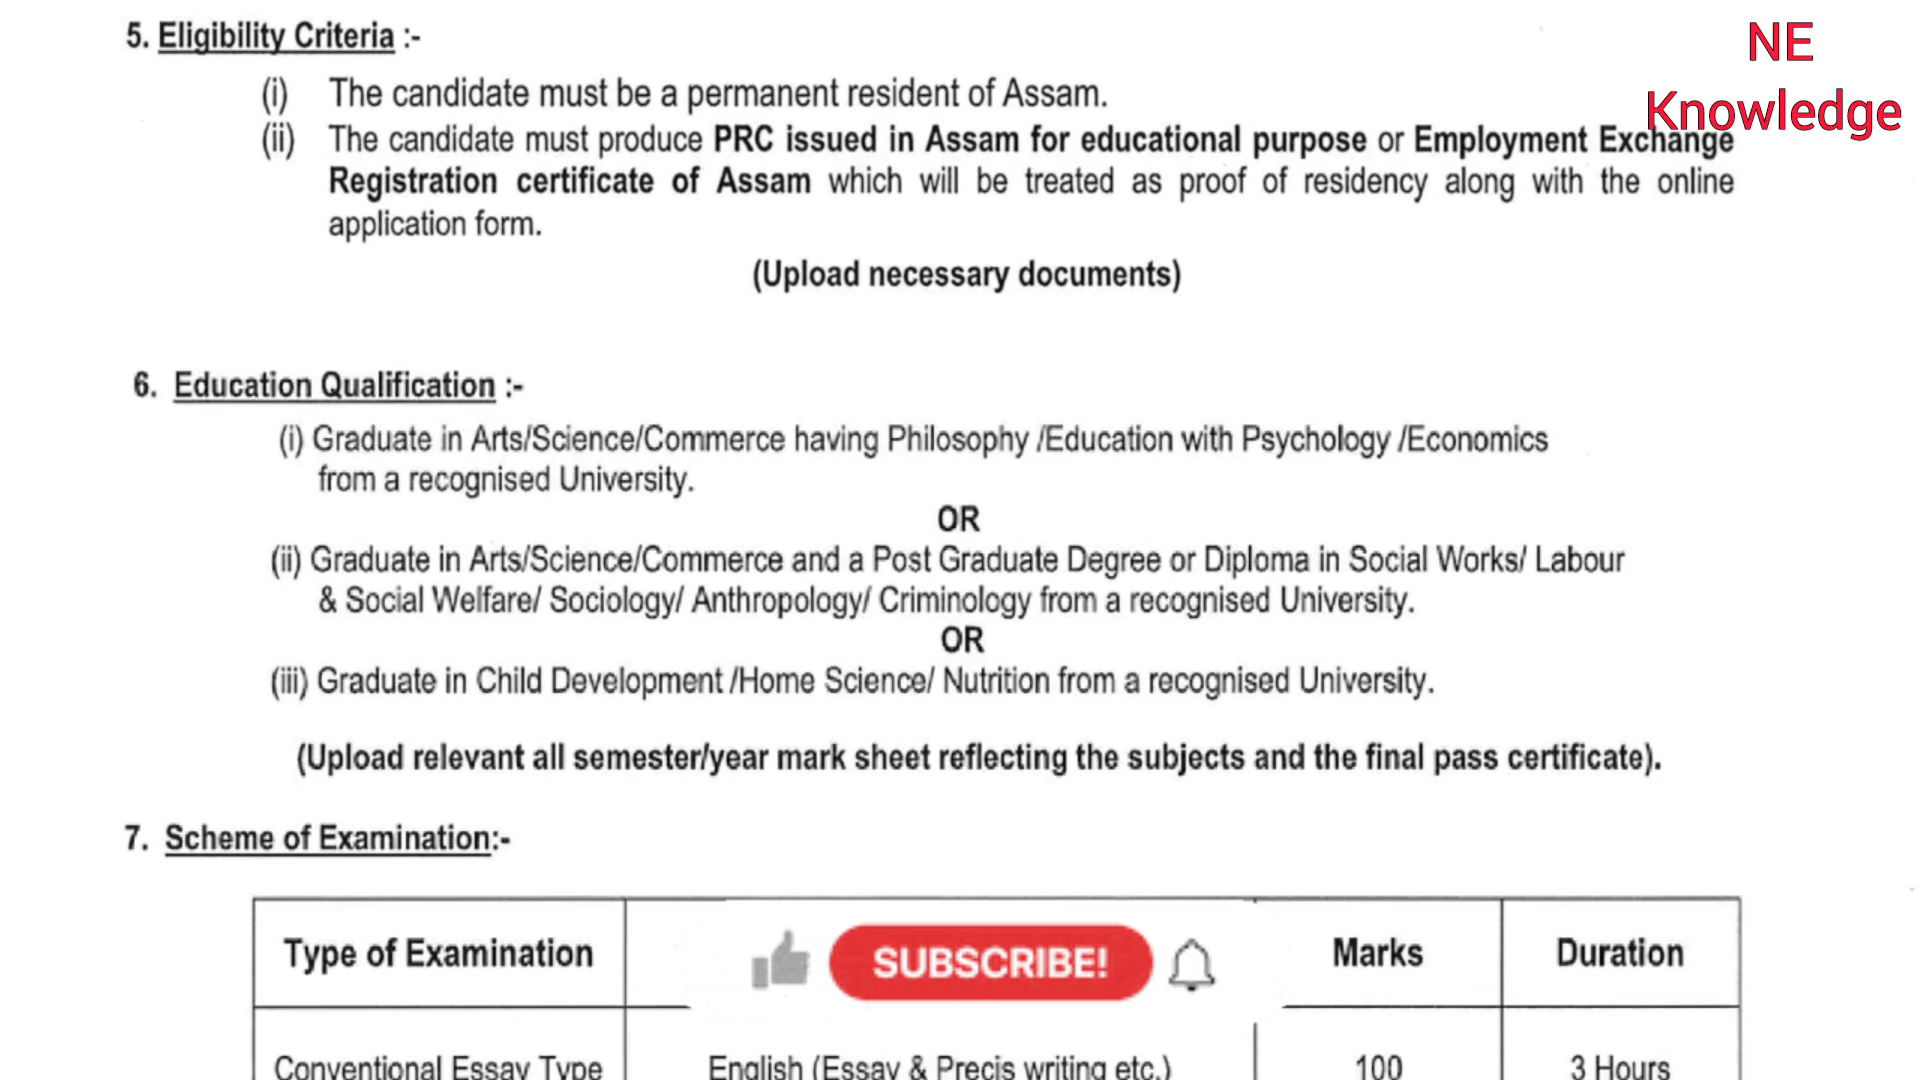 NE
Knowledge
5. Eligibility Criteria :-
(i) The candidate must be a permanent resident of Assam.
(ii) The candidate must produce PRC issued in Assam for educational purpose or Employment Exchange
Registration certificate of Assam which will be treated as proof of residency along with the online
application form.
(Upload necessary documents)
6. Education Qualification :-
(i) Graduate in Arts/Science/Commerce having Philosophy /Education with Psychology /Economics
from a recognised University.
OR
(ii) Graduate in Arts/Science/Commerce and a Post Graduate Degree or Diploma in Social Works/ Labour
& Social Welfare/ Sociology/ Anthropology/ Criminology from a recognised University.
OR
(iii) Graduate in Child Development /Home Science/ Nutrition from a recognised University.
(Upload relevant all semester/year mark sheet reflecting the subjects and the final pass certificate).
7. Scheme of Examination:-
Type of Examination SUBSCRIBE! Marks Duration
Conventional Essay Type English (Essay & Precis writing etc.) 100 3 Hours